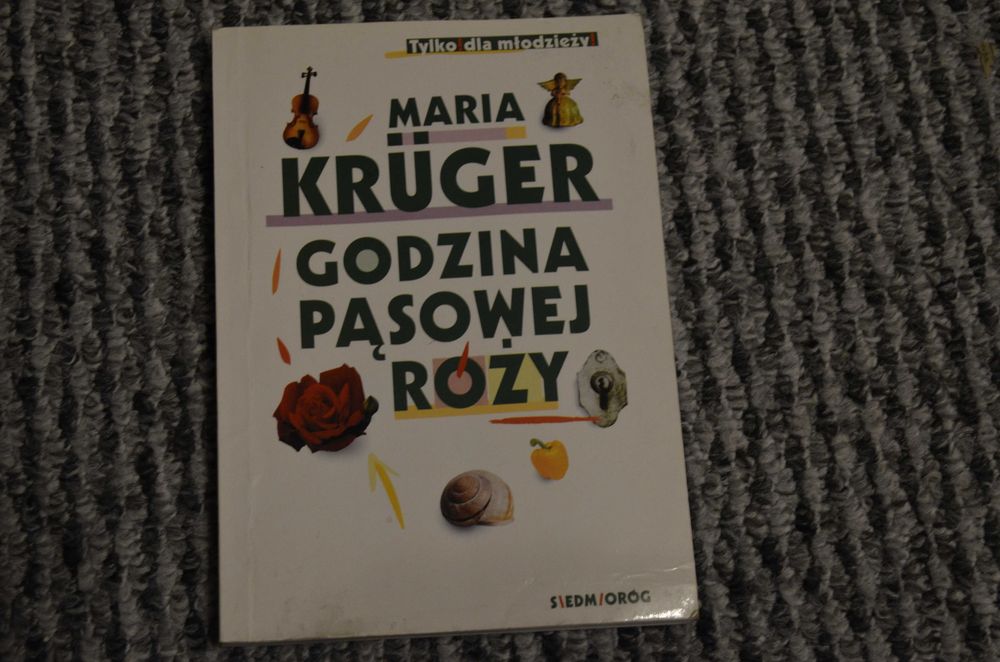 Tylko! dla młodzieży!
MARIA
KRÜGER
GODZINA
PĄSOWEJ
RÓŻY
SIEDMIORÓG